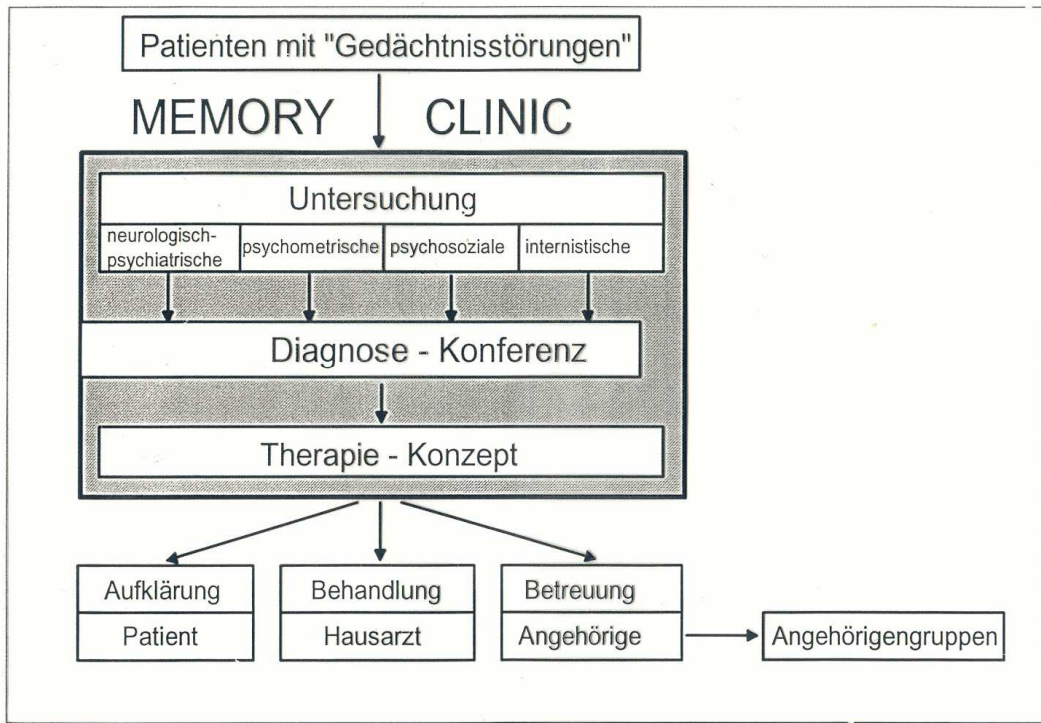 Patienten mit "Gedächtnisstörungen"
MEMORY CLINIC
Untersuchung
neurologisch-
psychiatrische
psychometrische
psychosoziale
internistische
Diagnose - Konferenz
Therapie - Konzept
Aufklärung
Patient
Behandlung
Hausarzt
Betreuung
Angehörige
Angehörigengruppen